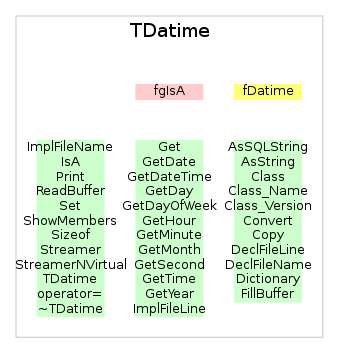 TDatime
fgIsA
fDatime
ImplFileName
IsA
Print
ReadBuffer
Set
ShowMembers
Sizeof
Streamer
StreamerNVirtual
TDatime
operator=
~TDatime
Get
GetDate
GetDateTime
GetDay
GetDayOfWeek
GetHour
GetMinute
GetMonth
GetSecond
GetTime
GetYear
ImplFileLine
AsSQLString
AsString
Class
Class_Name
Class_Version
Convert
Copy
DeclFileLine
DeclFileName
Dictionary
FillBuffer